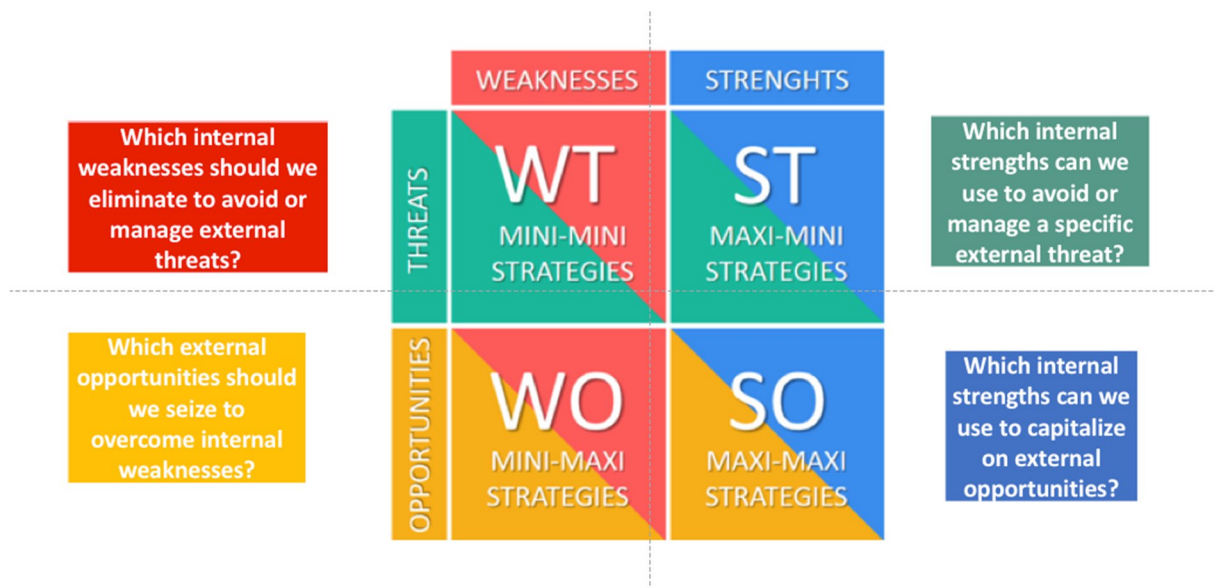 WEAKNESSES
STRENGHTS
Which internal
weaknesses should we
eliminate to avoid or
manage external
threats?
THREATS
WT
MINI-MINI
STRATEGIES
ST
MAXI-MINI
STRATEGIES
Which internal
strengths can we
use to avoid or
manage a specific
external threat?
Which external
opportunities should
we seize to
overcome internal
weaknesses?
OPPORTUNITIES
WO
MINI-MAXI
STRATEGIES
SO
MAXI-MAXI
STRATEGIES
Which internal
strengths can we
use to capitalize
on external
opportunities?